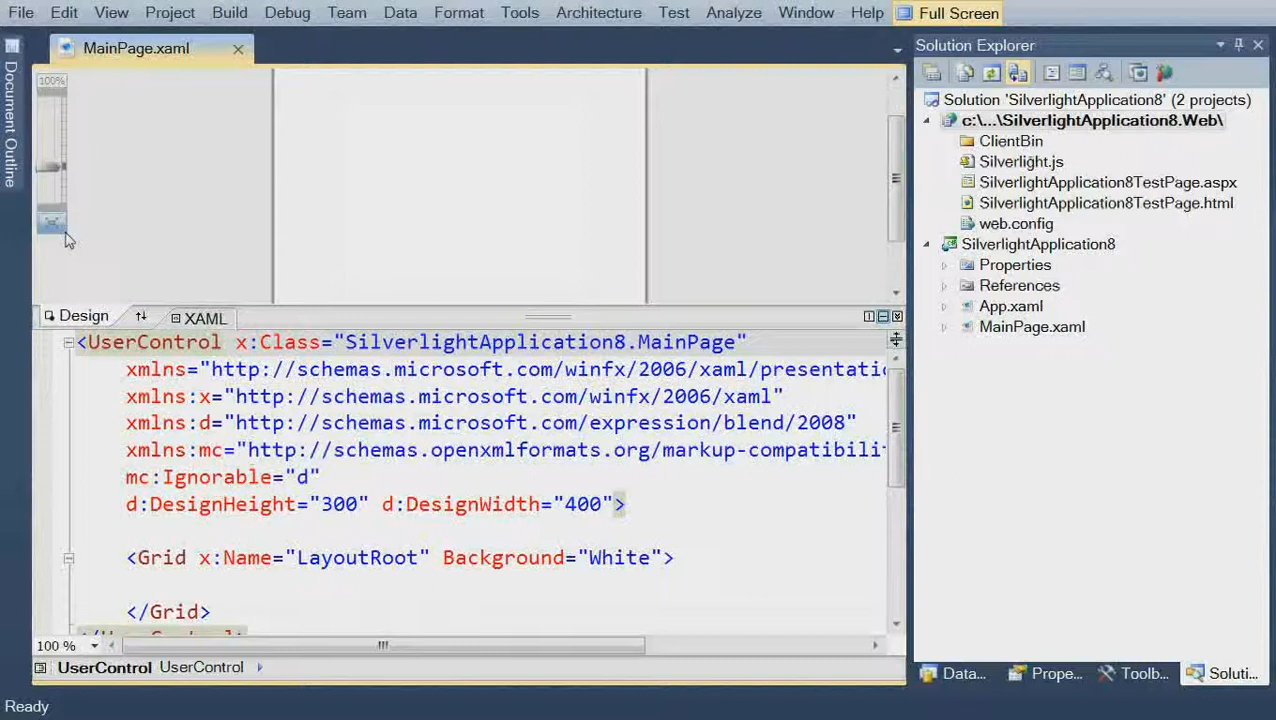 File Edit View Project Build Debug Team Data Format Tools Architecture Test Analyze Window Help Full Screen
MainPage.xaml
Document Outline
100%
Design
XAML
<UserControl x:Class="SilverlightApplication8.MainPage"
xmlns="http://schemas.microsoft.com/winfx/2006/xaml/presentatio
xmlns:x="http://schemas.microsoft.com/winfx/2006/xaml"
xmlns:d="http://schemas.microsoft.com/expression/blend/2008"
xmlns:mc="http://schemas.openxmlformats.org/markup-compatibili
mc:Ignorable="d"
d:DesignHeight="300" d:DesignWidth="400">
<Grid x:Name="LayoutRoot" Background="White">
</Grid>
100 %
UserControl UserControl
Solution Explorer
Solution 'SilverlightApplication8' (2 projects)
c:\...\SilverlightApplication8.Web\
ClientBin
Silverlight.js
SilverlightApplication8TestPage.aspx
SilverlightApplication8TestPage.html
web.config
SilverlightApplication8
Properties
References
App.xaml
MainPage.xaml
Data... Prope... Toolb... Soluti...
Ready